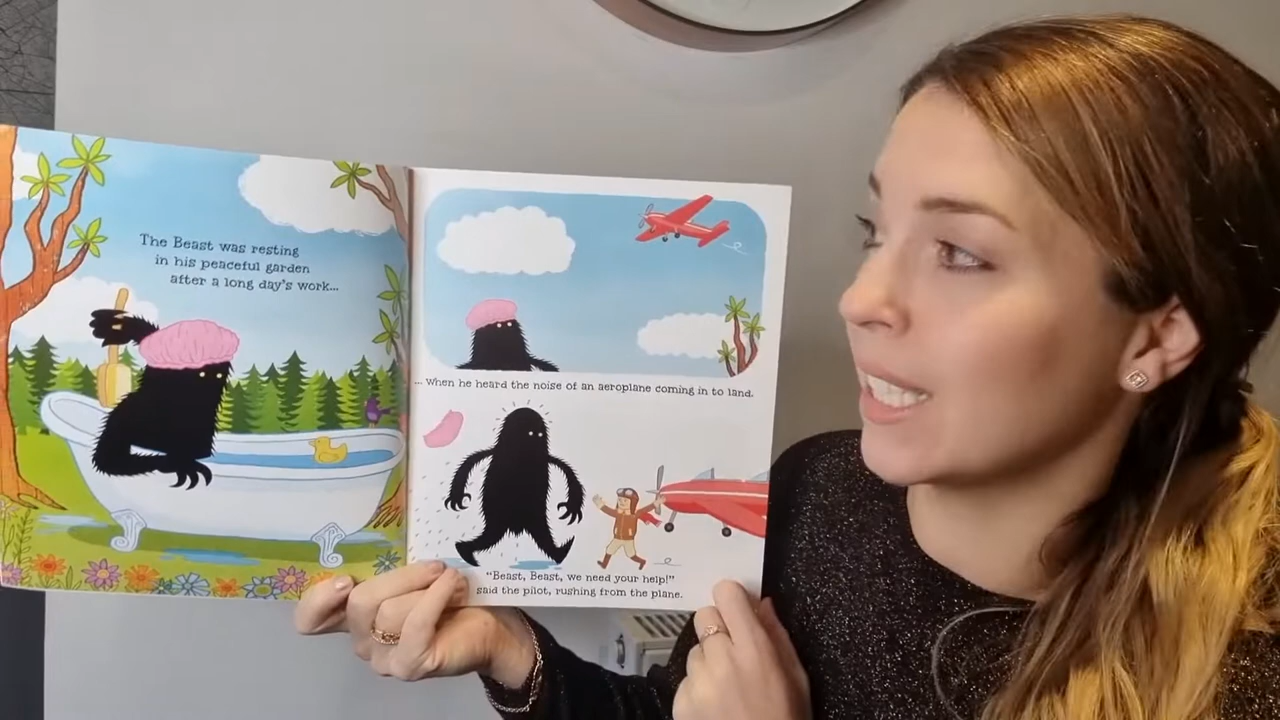 The Beast was resting
in his peaceful garden
after a long day's work...
... when he heard the noise of an aeroplane coming in to land.
"Beast, Beast, we need your help!"
said the pilot, rushing from the plane.